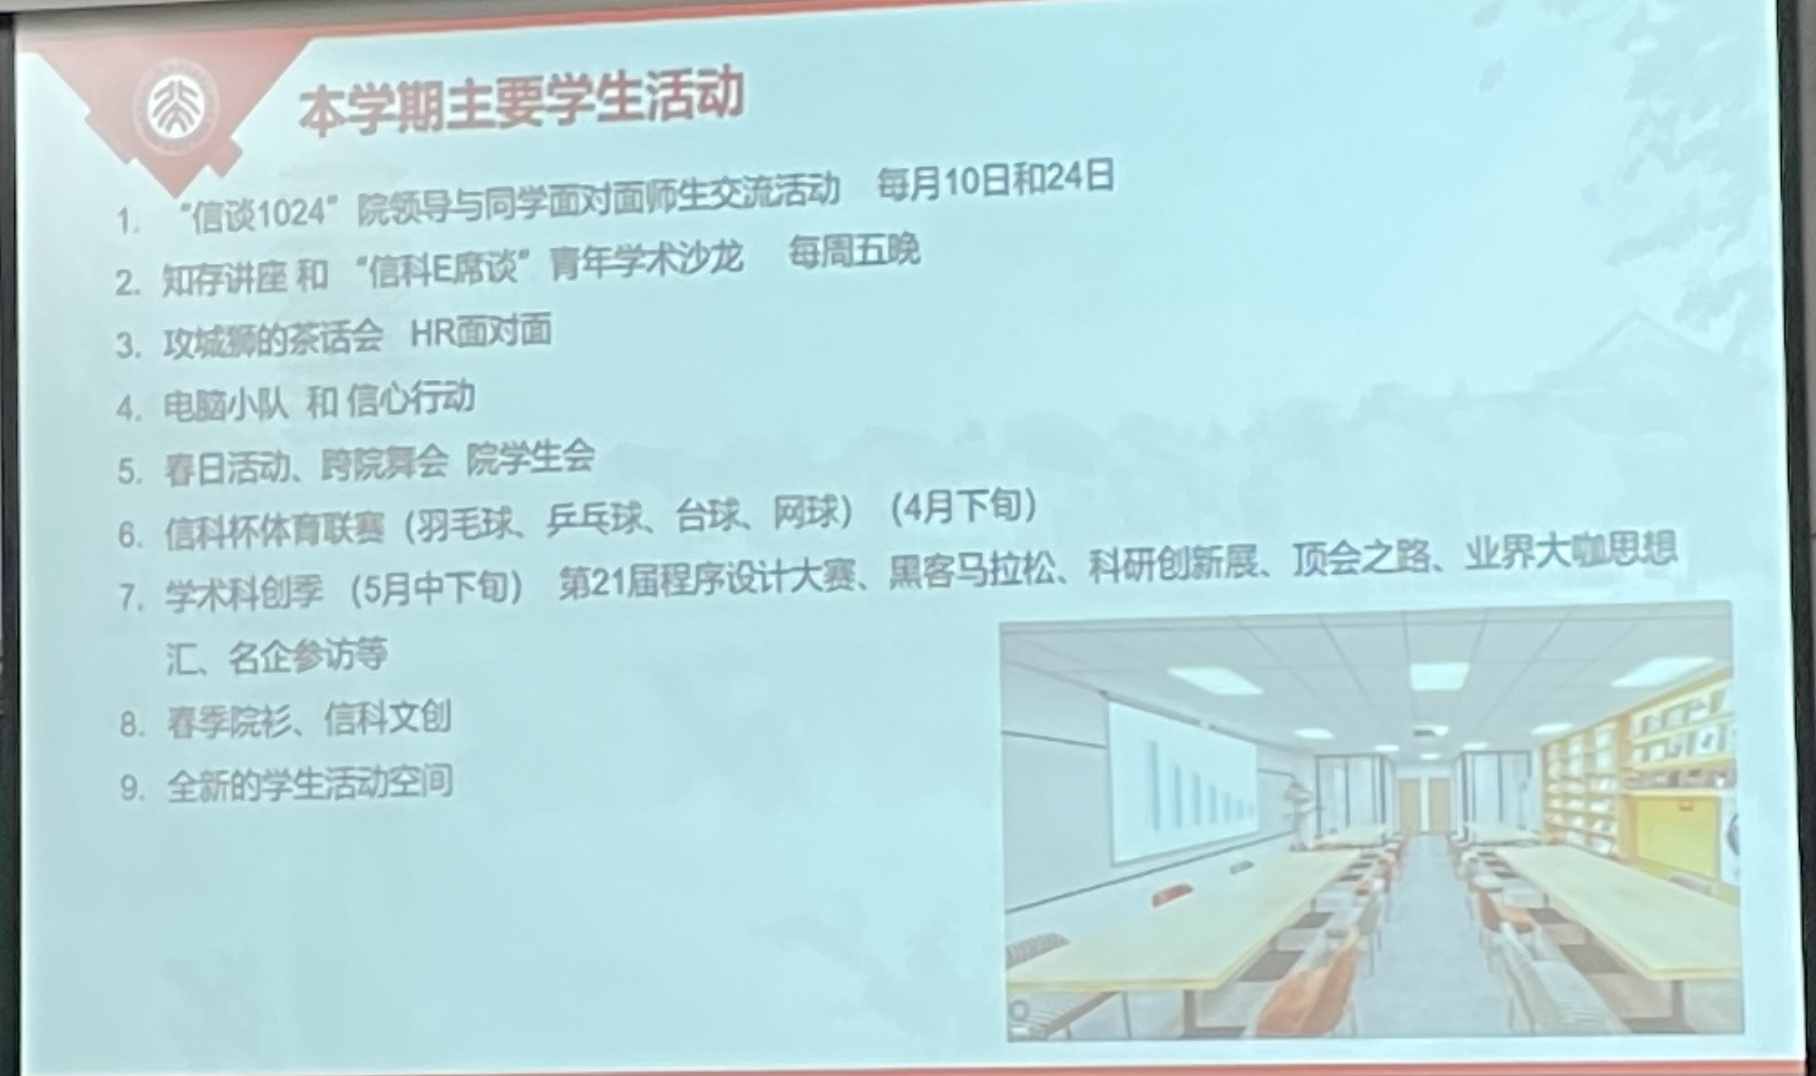 本学期主要学生活动
1. “信谈1024”院领导与同学面对面师生交流活动 每月10日和24日
2. 知存讲座 和 “信科E席谈”青年学术沙龙 每周五晚
3. 攻城狮的茶话会 HR面对面
4. 电脑小队 和 信心行动
5. 春日活动、跨院舞会 院学生会
6. 信科杯体育联赛(羽毛球、乒乓球、台球、网球)(4月下旬)
7. 学术科创季 (5月中下旬) 第21届程序设计大赛、黑客马拉松、科研创新展、顶会之路、业界大咖思想
汇、名企参访等
8. 春季院衫、信科文创
9. 全新的学生活动空间